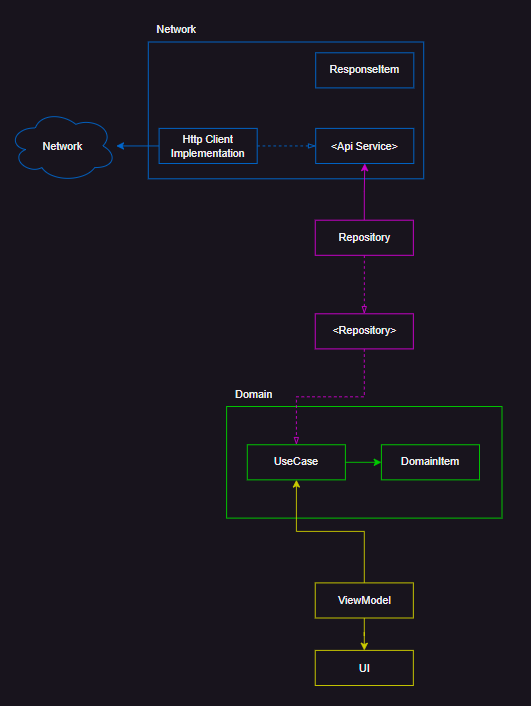 Network
ResponseItem
Network
Http Client
Implementation
<Api Service>
Repository
<Repository>
Domain
UseCase
DomainItem
ViewModel
UI